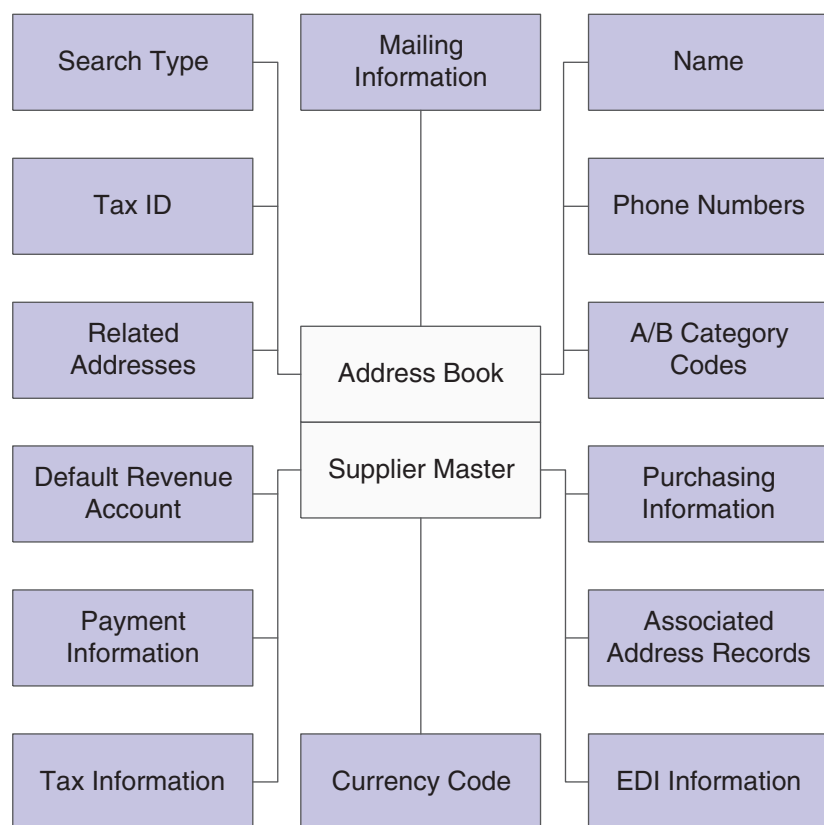 Search Type
Mailing
Information
Name
Tax ID
Phone Numbers
Related
Addresses
Address Book
A/B Category
Codes
Default Revenue
Account
Supplier Master
Purchasing
Information
Payment
Information
Associated
Address Records
Tax Information
Currency Code
EDI Information